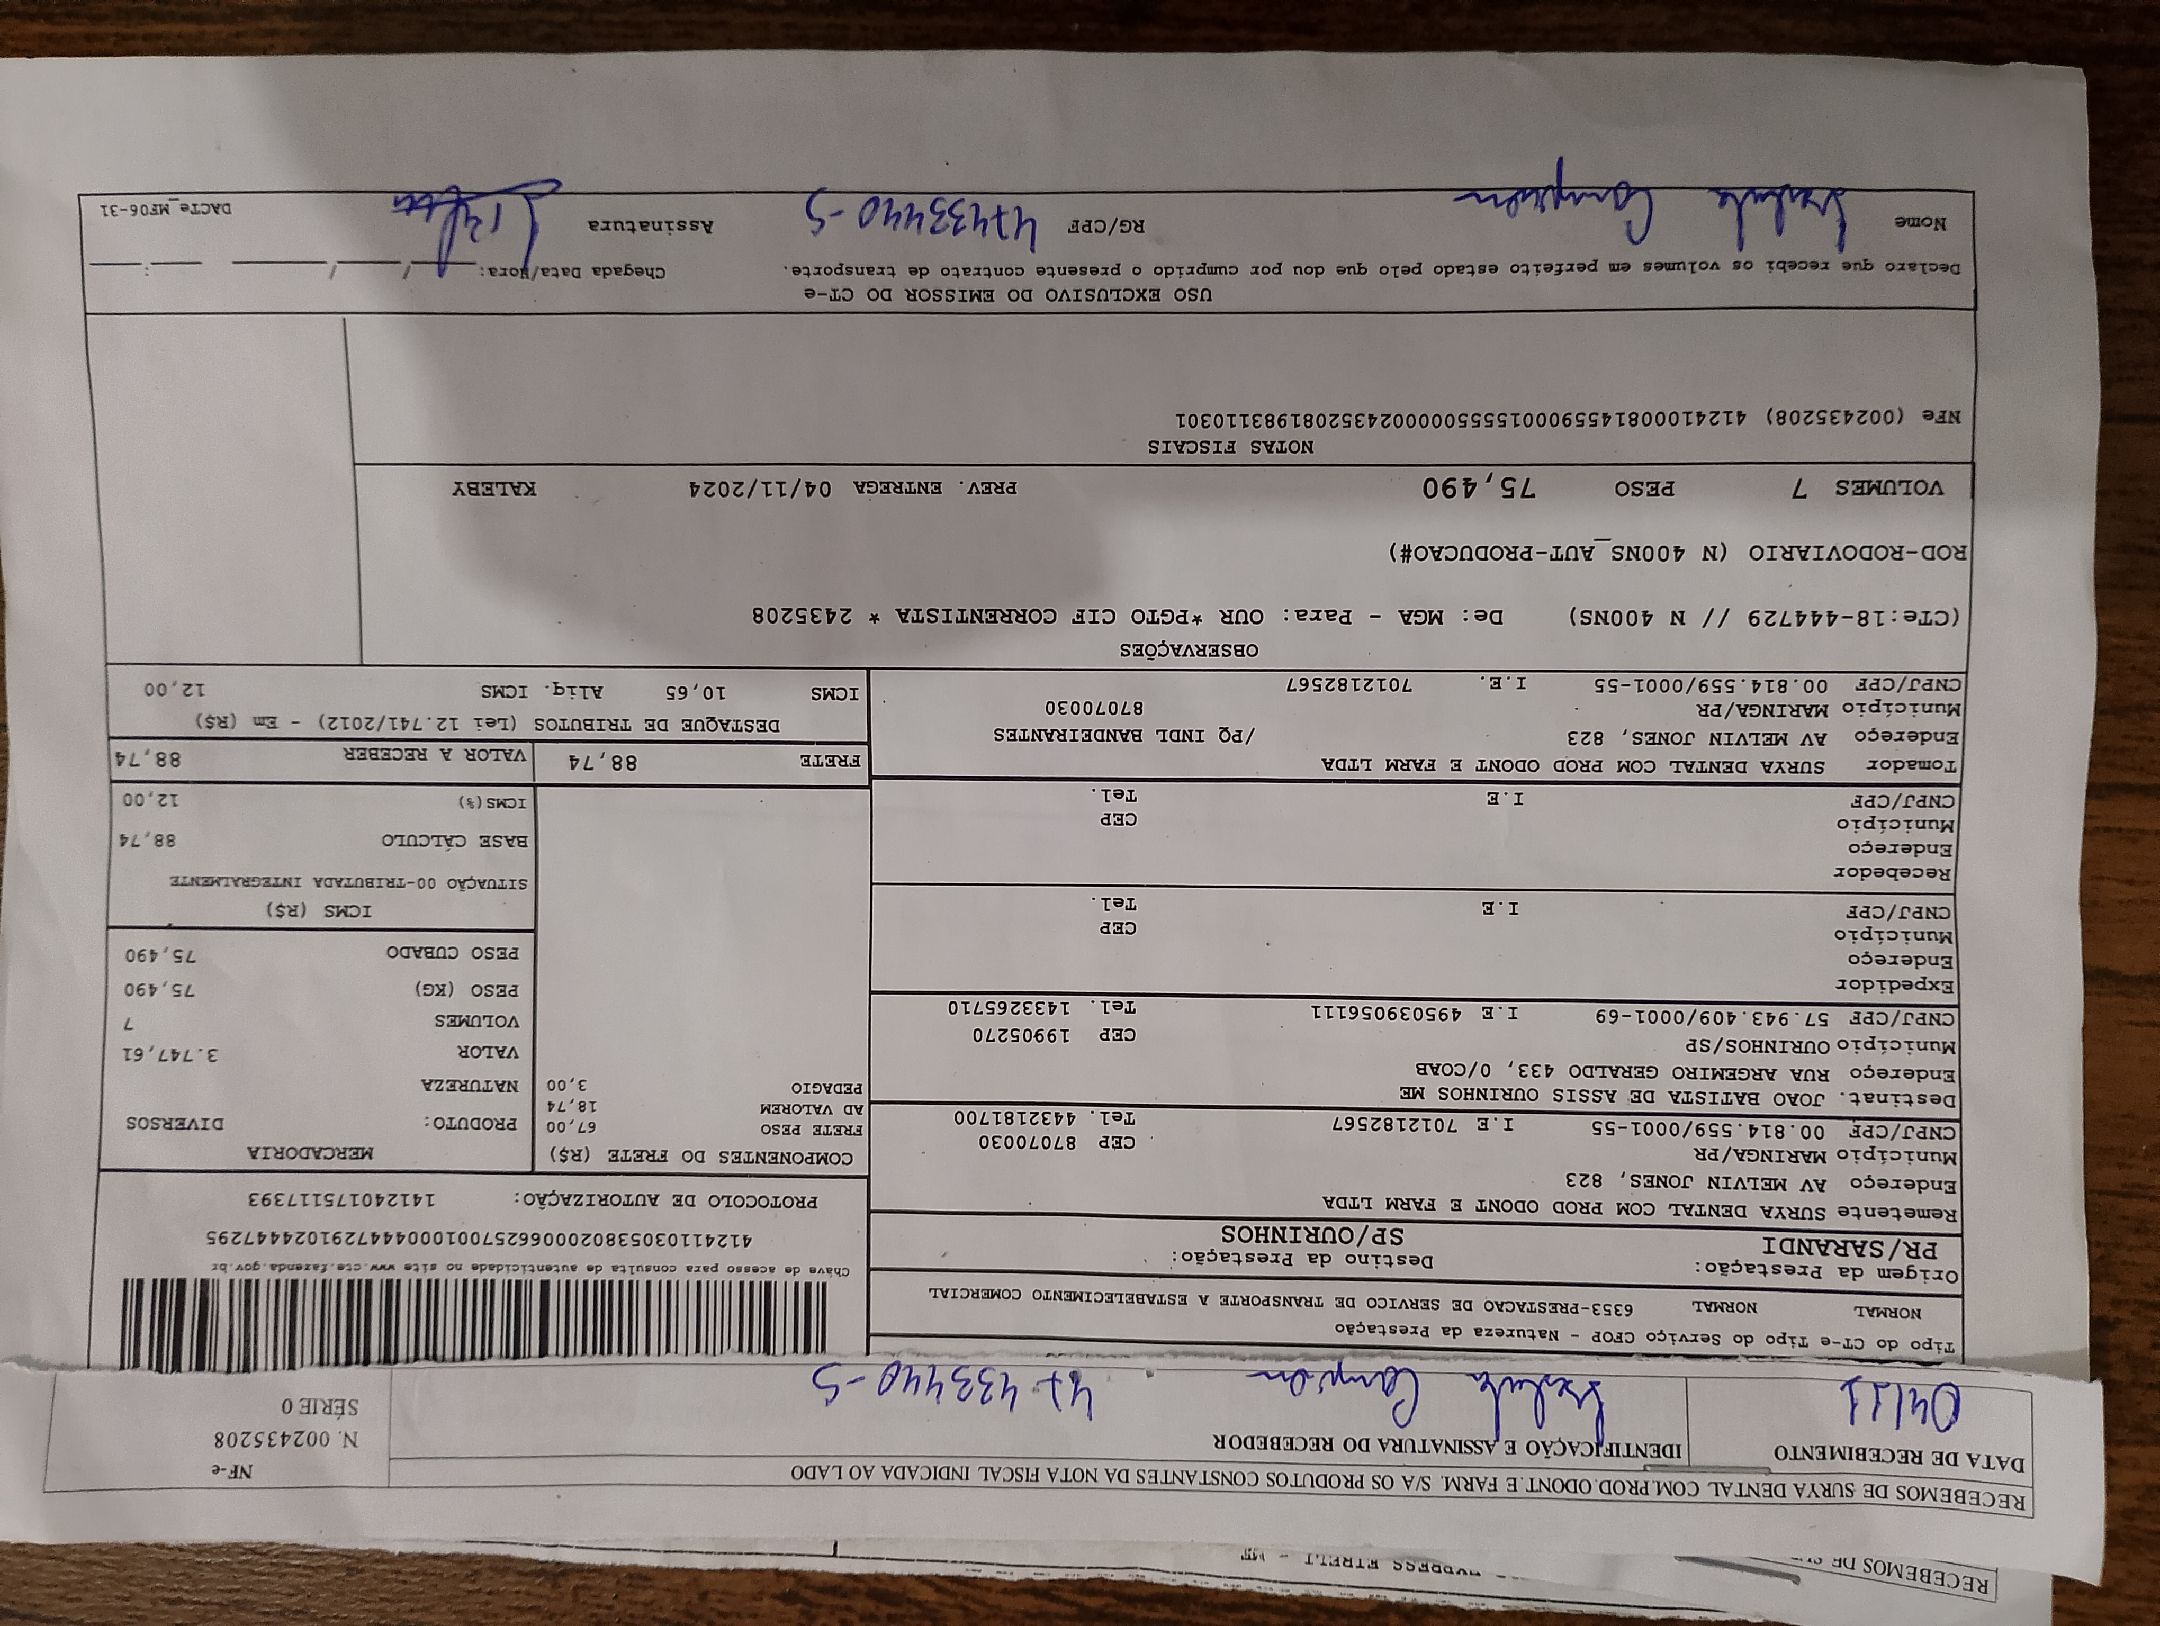 RECEBEMOS DE
RECEBEMOS DE SURYA DENTAL COM.PROD.ODONT.E FARM. S/A OS PRODUTOS CONSTANTES DA NOTA FISCAL INDICADA AO LADO
NF-e
N. 002435208
SÉRIE 0
DATA DE RECEBIMENTO
IDENTIFICAÇÃO E ASSINATURA DO RECEBEDOR
04/11
47.433440-5
Tipo do CT-e Tipo do Serviço CFOP - Natureza da Prestação
NORMAL NORMAL 6353-PRESTACAO DE SERVICO DE TRANSPORTE A ESTABELECIMENTO COMERCIAL
Origem da Prestação: Destino da Prestação:
PR/SARANDI SP/OURINHOS
Chave de acesso para consulta de autenticidade no site www.cte.fazenda.gov.br
41241103053802000662570010004447291024447295
PROTOCOLO DE AUTORIZAÇÃO: 141240175117393
Remetente SURYA DENTAL COM PROD ODONT E FARM LTDA
Endereço AV MELVIN JONES, 823
Município MARINGA/PR CEP 87070030
CNPJ/CPF 00.814.559/0001-55 I.E 7012182567 Tel. 4432181700
Destinat. JOAO BATISTA DE ASSIS OURINHOS ME
Endereço RUA ARGEMIRO GERALDO 433, 0/COAB
Município OURINHOS/SP CEP 19905270
CNPJ/CPF 57.943.409/0001-69 I.E 495039056111 Tel. 1433265710
Expedidor
Endereço
Município CEP
CNPJ/CPF I.E Tel.
Recebedor
Endereço
Município CEP
CNPJ/CPF I.E Tel.
Tomador SURYA DENTAL COM PROD ODONT E FARM LTDA
Endereço AV MELVIN JONES, 823 /PQ INDL BANDEIRANTES
Município MARINGA/PR 87070030
CNPJ/CPF 00.814.559/0001-55 I.E. 7012182567
COMPONENTES DO FRETE (R$)
FRETE PESO 67,00
AD VALOREM 18,74
PEDAGIO 3,00
MERCADORIA
PRODUTO: DIVERSOS
NATUREZA
VALOR 3.747,61
VOLUMES 7
PESO (KG) 75,490
PESO CUBADO 75,490
ICMS (R$)
SITUAÇÃO 00-TRIBUTADA INTEGRALMENTE
BASE CÁLCULO 88,74
ICMS(%) 12,00
FRETE 88,74 VALOR A RECEBER 88,74
DESTAQUE DE TRIBUTOS (Lei 12.741/2012) - Em (R$)
ICMS 10,65 Aliq. ICMS 12,00
OBSERVAÇÕES
(CTe:18-444729 // N 400NS) De: MGA - Para: OUR *PGTO CIF CORRENTISTA * 2435208
ROD-RODOVIARIO (N 400NS_AUT-PRODUCAO#)
VOLUMES 7 PESO 75,490 PREV. ENTREGA 04/11/2024 KALEBY
NOTAS FISCAIS
NFe (002435208) 41241000814559000155550000024352081983110301
USO EXCLUSIVO DO EMISSOR DO CT-e
Declaro que recebi os volumes em perfeito estado pelo que dou por cumprido o presente contrato de transporte. Chegada Data/Hora: ___/___/___ ___:___
Nome RG/CPF 47433440-5 Assinatura
DACTe_MF06-31